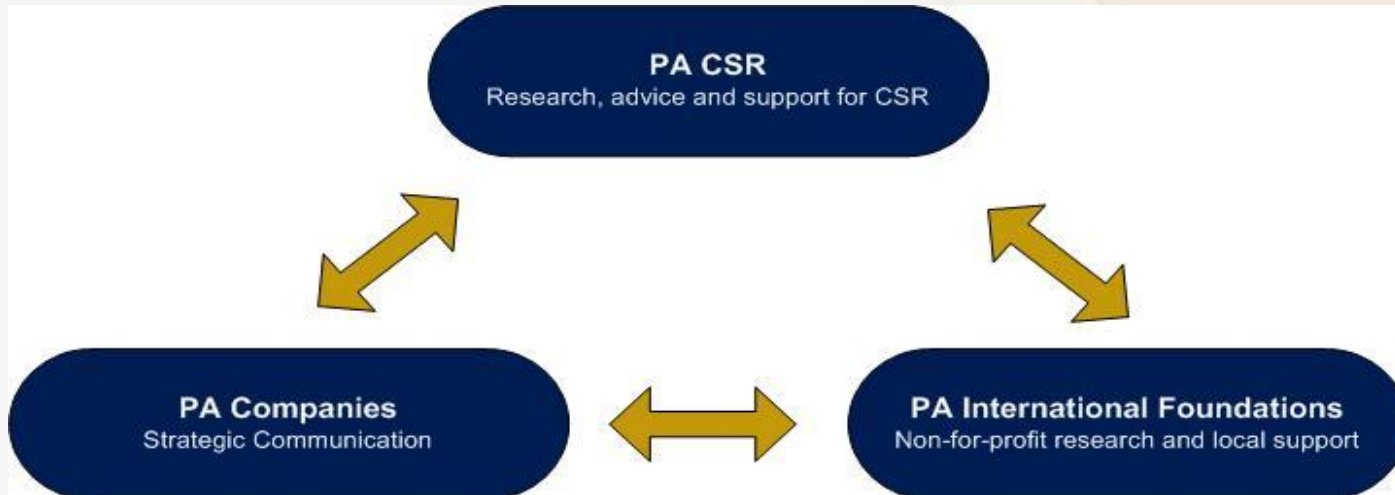 PA CSR
Research, advice and support for CSR
PA Companies
Strategic Communication
PA International Foundations
Non-for-profit research and local support